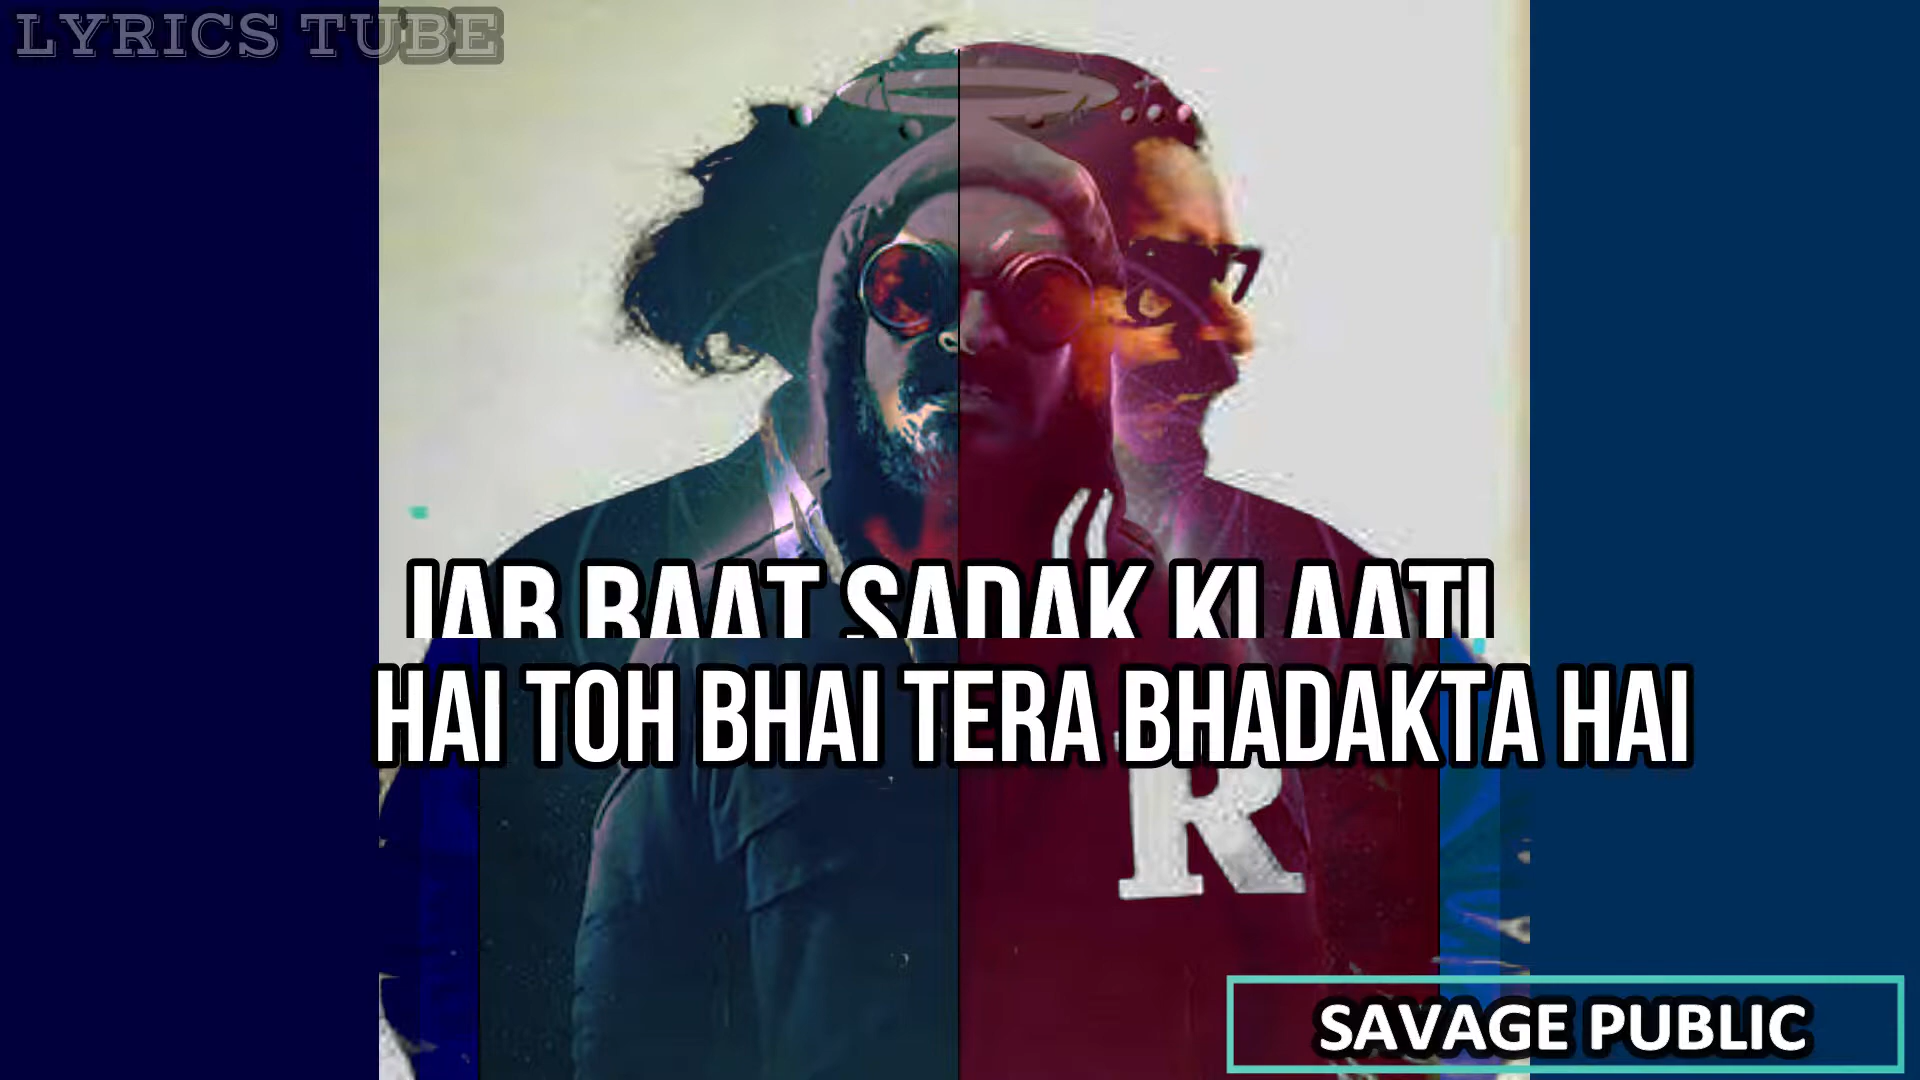 LYRICS TUBE
JAB BAAT SADAK KI AATI
HAI TOH BHAI TERA BHADAKTA HAI
R
SAVAGE PUBLIC